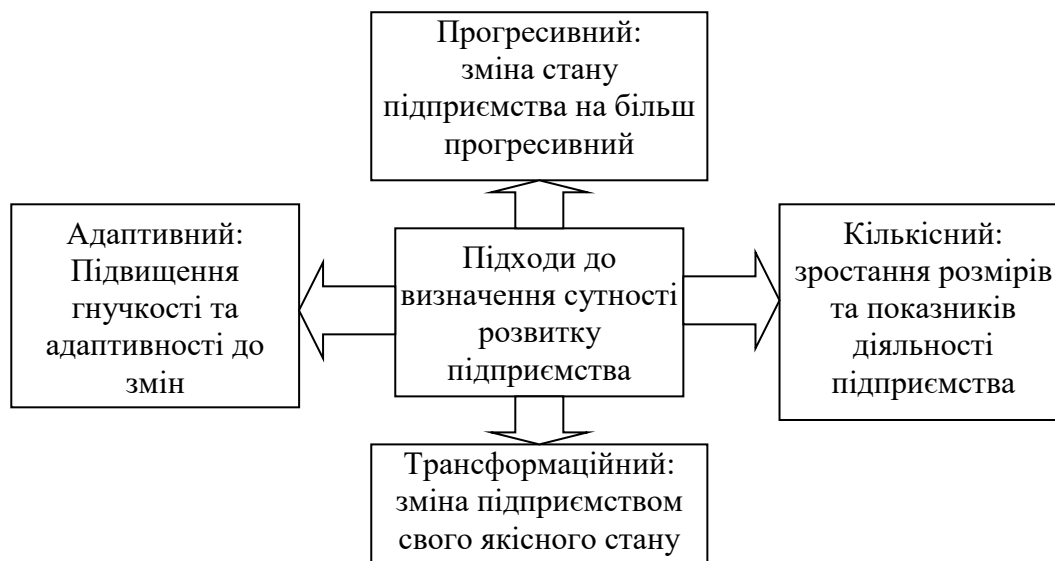 Прогресивний:
зміна стану
підприємства на більш
прогресивний
Адаптивний:
Підвищення
гнучкості та
адаптивності до
змін
Підходи до
визначення сутності
розвитку
підприємства
Кількісний:
зростання розмірів
та показників
діяльності
підприємства
Трансформаційний:
зміна підприємством
свого якісного стану